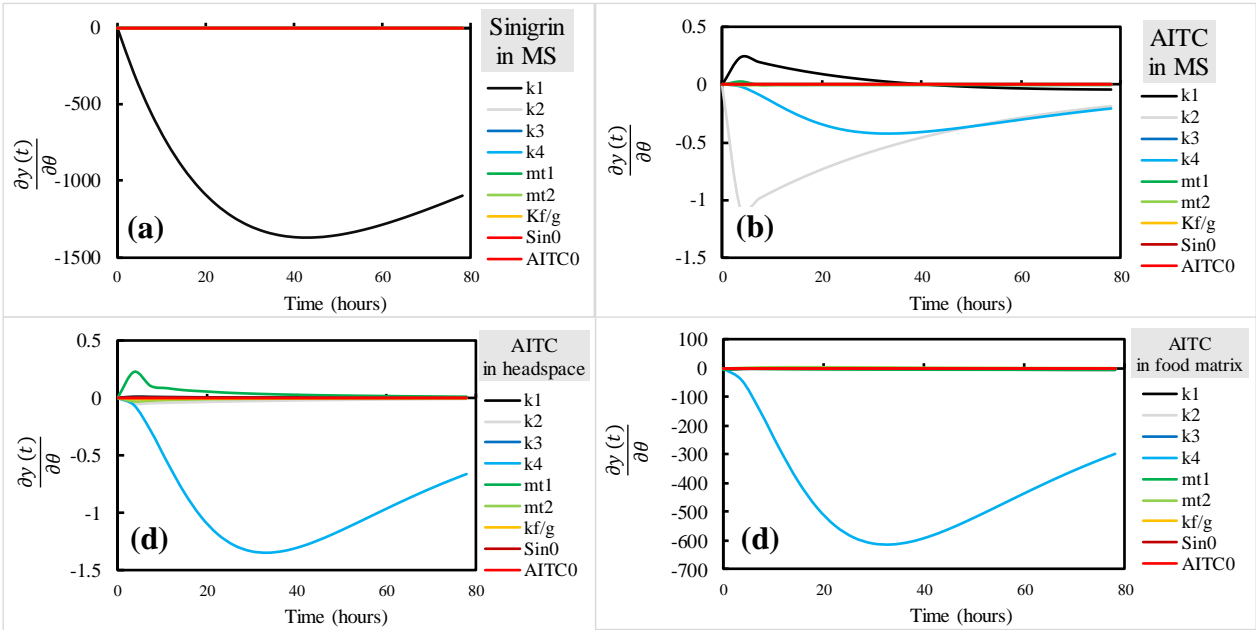 0
-500
-1000
-1500
0 20 40 60 80
Time (hours)
∂y (t)
∂θ
(a)
Sinigrin
in MS
k1
k2
k3
k4
mt1
mt2
Kf/g
Sin0
AITC0
0.5
0
-0.5
-1
-1.5
0 20 40 60 80
Time (hours)
∂y (t)
∂θ
(b)
AITC
in MS
k1
k2
k3
k4
mt1
mt2
Kf/g
Sin0
AITC0
0.5
0
-0.5
-1
-1.5
0 20 40 60 80
Time (hours)
∂y (t)
∂θ
(d)
AITC
in headspace
k1
k2
k3
k4
mt1
mt2
kf/g
Sin0
AITC0
100
0
-100
-200
-300
-400
-500
-600
-700
0 20 40 60 80
Time (hours)
∂y (t)
∂θ
(d)
AITC
in food matrix
k1
k2
k3
k4
mt1
mt2
kf/g
Sin0
AITC0